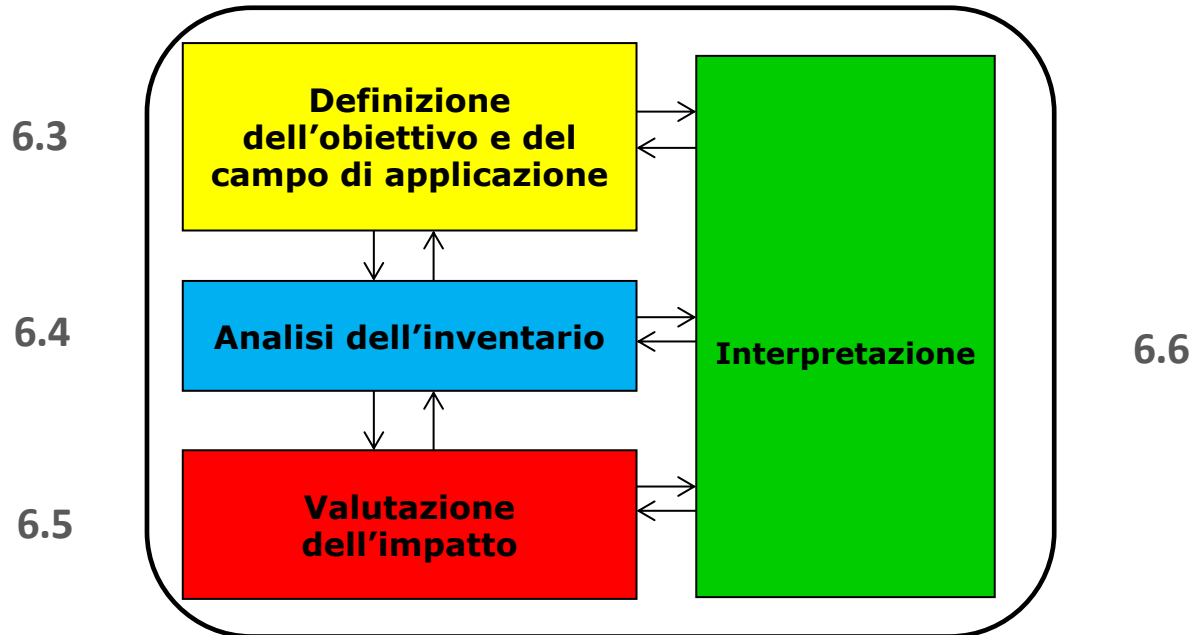 6.3
Definizione
dell’obiettivo e del
campo di applicazione
6.4
Analisi dell’inventario
6.5
Valutazione
dell’impatto
Interpretazione
6.6